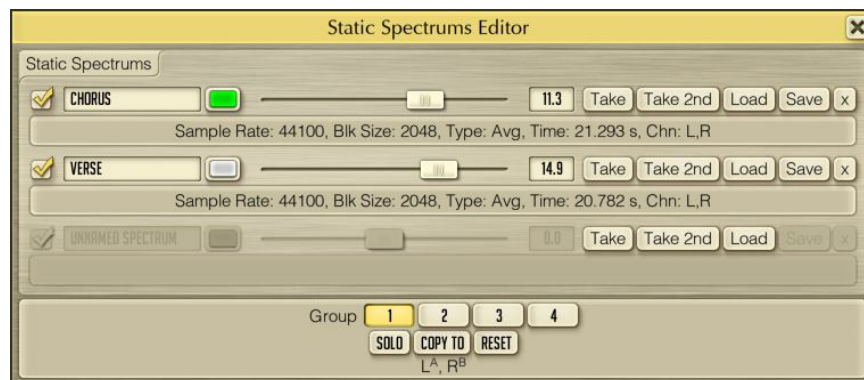 Static Spectrums Editor
Static Spectrums
CHORUS 11.3 Take Take 2nd Load Save x
Sample Rate: 44100, Blk Size: 2048, Type: Avg, Time: 21.293 s, Chn: L,R
VERSE 14.9 Take Take 2nd Load Save x
Sample Rate: 44100, Blk Size: 2048, Type: Avg, Time: 20.782 s, Chn: L,R
UNNAMED SPECTRUM 0.0 Take Take 2nd Load Save x
Group 1 2 3 4
SOLO COPY TO RESET
Lᴬ, Rᴮ